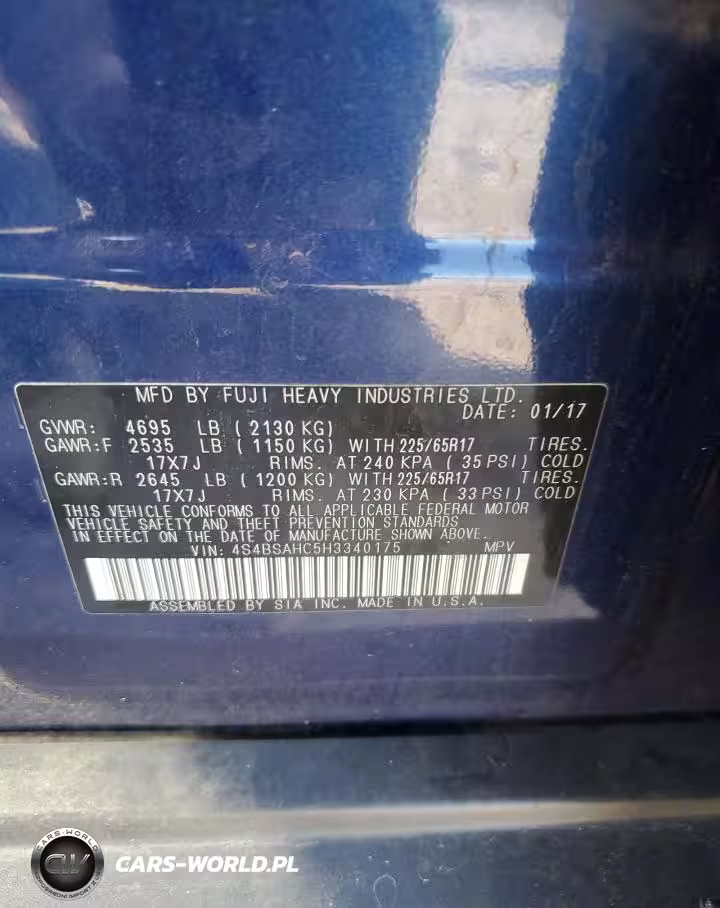 MFD BY FUJI HEAVY INDUSTRIES LTD.
DATE: 01/17
GVWR: 4695 LB ( 2130 KG)
GAWR:F 2535 LB ( 1150 KG) WITH 225/65R17 TIRES.
17X7J RIMS. AT 240 KPA ( 35 PSI) COLD
GAWR:R 2645 LB ( 1200 KG) WITH 225/65R17 TIRES.
17X7J RIMS. AT 230 KPA ( 33 PSI) COLD
THIS VEHICLE CONFORMS TO ALL APPLICABLE FEDERAL MOTOR
VEHICLE SAFETY AND THEFT PREVENTION STANDARDS
IN EFFECT ON THE DATE OF MANUFACTURE SHOWN ABOVE.
VIN: 4S4BSAHC5H3340175 MPV
ASSEMBLED BY SIA INC. MADE IN U.S.A.
CARS-WORLD
CW
CARS-WORLD.PL